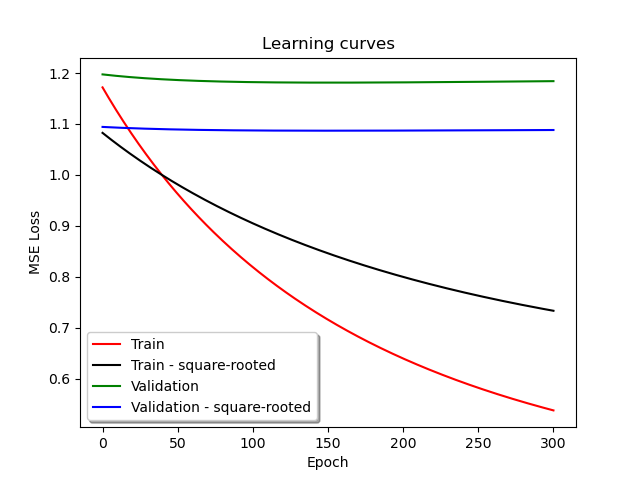 Learning curves
1.2
1.1
1.0
0.9
0.8
0.7
0.6
MSE Loss
Train
Train - square-rooted
Validation
Validation - square-rooted
0 50 100 150 200 250 300
Epoch